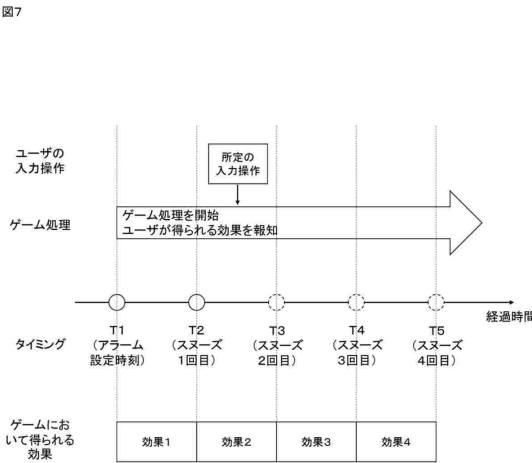 図7
ユーザの
入力操作
所定の
入力操作
ゲーム処理
ゲーム処理を開始
ユーザが得られる効果を報知
経過時間
タイミング
T1
(アラーム
設定時刻)
T2
(スヌーズ
1回目)
T3
(スヌーズ
2回目)
T4
(スヌーズ
3回目)
T5
(スヌーズ
4回目)
ゲームにお
いて得られる
効果
効果1
効果2
効果3
効果4